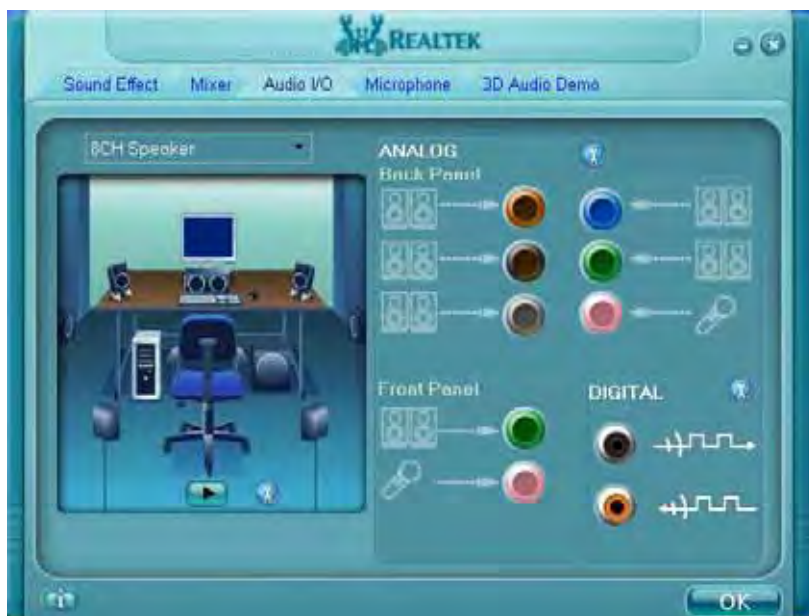 REALTEK
Sound Effect Mixer Audio I/O Microphone 3D Audio Demo
8CH Speaker
ANALOG
Back Panel
Front Panel
DIGITAL
OK